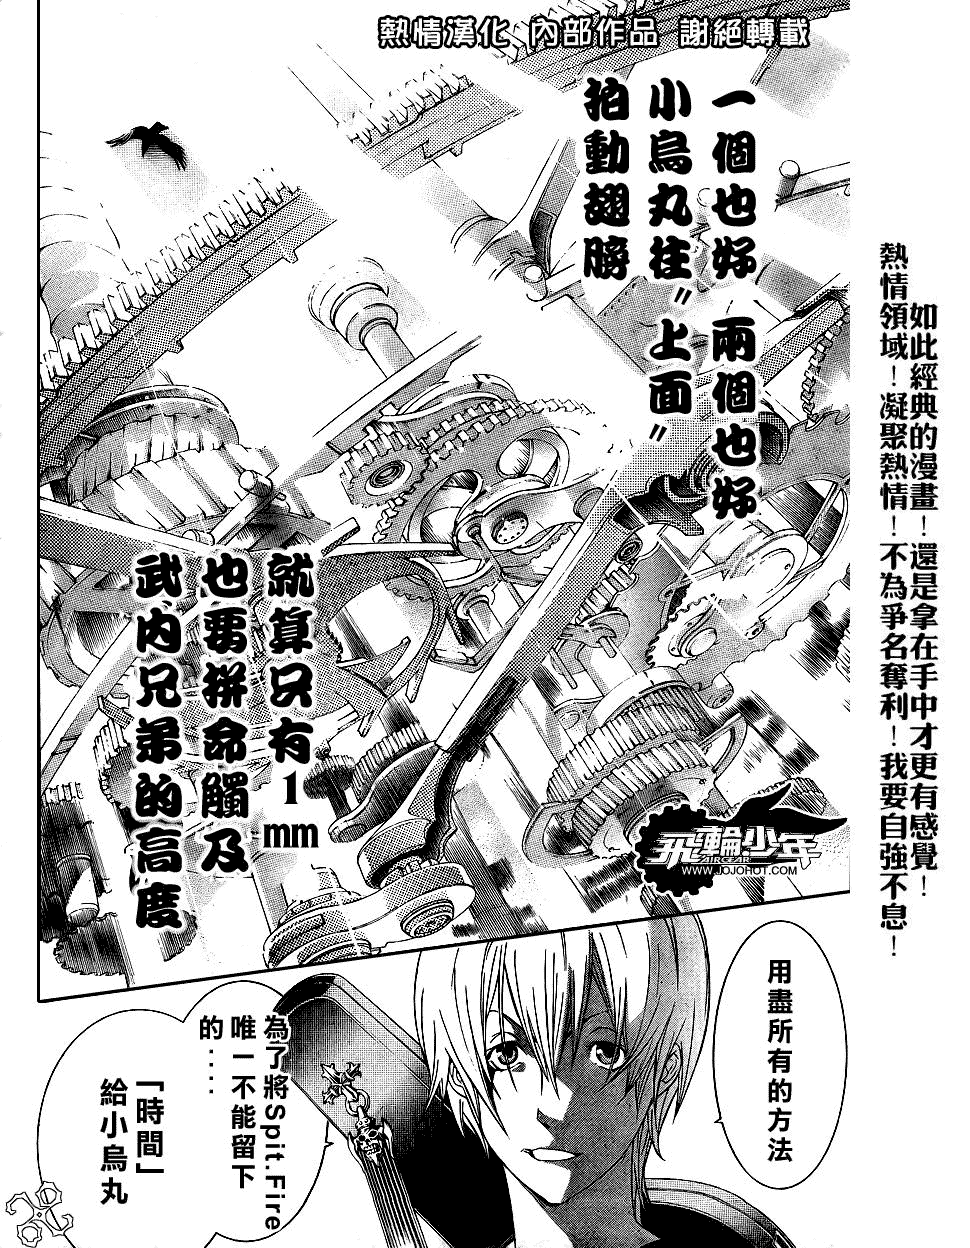 熱情漢化 內部作品 謝絕轉載
一個也好 兩個也好
小烏丸往"上面"
拍動翅膀
如此經典的漫畫！還是拿在手中才更有感覺！
熱情領域！凝聚熱情！不為爭名奪利！我要自強不息！
就算只有1mm
也要拼命觸及
武內兄弟的高度
飛輪少年
AIRGEAR
WWW.JOJOHOT.COM
用盡所有的方法
為了將Spit.Fire
唯一不能留下
的....
「時間」
給小烏丸